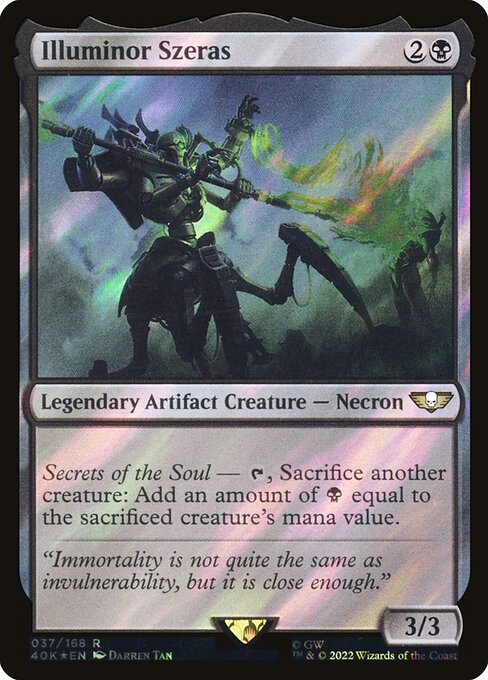 Illuminor Szeras 2
Legendary Artifact Creature — Necron
Secrets of the Soul — , Sacrifice another
creature: Add an amount of equal to
the sacrificed creature's mana value.
"Immortality is not quite the same as
invulnerability, but it is close enough."
3/3
037/168 R
40K★EN DARREN TAN
© GW
™ & © 2022 Wizards of the Coast